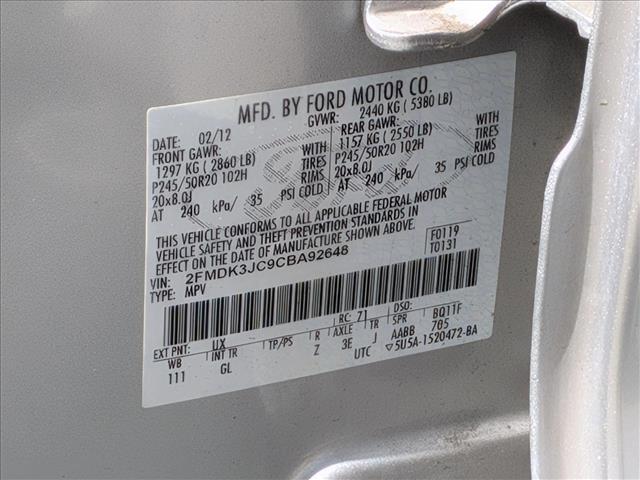 MFD. BY FORD MOTOR CO.
DATE: 02/12 GVWR: 2440 KG ( 5380 LB)
FRONT GAWR: REAR GAWR:
1297 KG ( 2860 LB) WITH 1157 KG ( 2550 LB) WITH
P245/50R20 102H TIRES P245/50R20 102H TIRES
20x8.0J RIMS 20x8.0J RIMS
AT 240 kPa/ 35 PSI COLD AT 240 kPa/ 35 PSI COLD
THIS VEHICLE CONFORMS TO ALL APPLICABLE FEDERAL MOTOR
VEHICLE SAFETY AND THEFT PREVENTION STANDARDS IN
EFFECT ON THE DATE OF MANUFACTURE SHOWN ABOVE.
VIN: 2FMDK3JC9CBA92648 F0119
TYPE: MPV T0131
EXT PNT: UX RC: 71 DSO: BQ11F
WB INT TR TP/PS R AXLE TR SPR 705
111 GL Z 3E J AABB
UTC ▽5U5A-1520472-BA